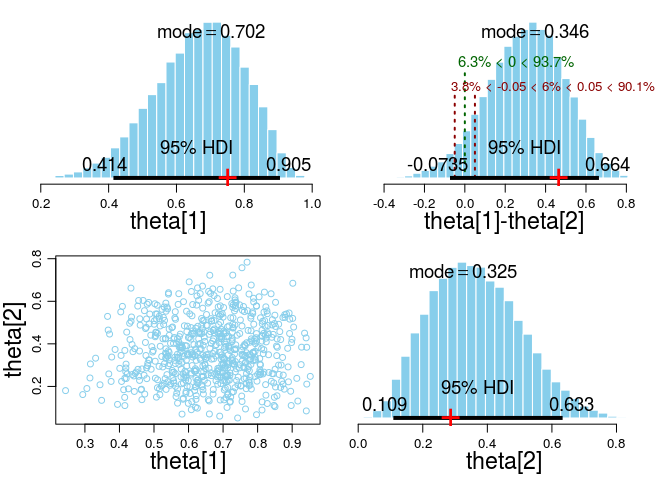 mode = 0.702
95% HDI
0.414 0.905
0.2 0.4 0.6 0.8 1.0
theta[1]
mode = 0.346
6.3% < 0 < 93.7%
3.8% < -0.05 < 6% < 0.05 < 90.1%
95% HDI
-0.0735 0.664
-0.4 -0.2 0.0 0.2 0.4 0.6 0.8
theta[1]-theta[2]
theta[2]
0.8
0.6
0.4
0.2
0.3 0.4 0.5 0.6 0.7 0.8 0.9
theta[1]
mode = 0.325
95% HDI
0.109 0.633
0.0 0.2 0.4 0.6 0.8
theta[2]